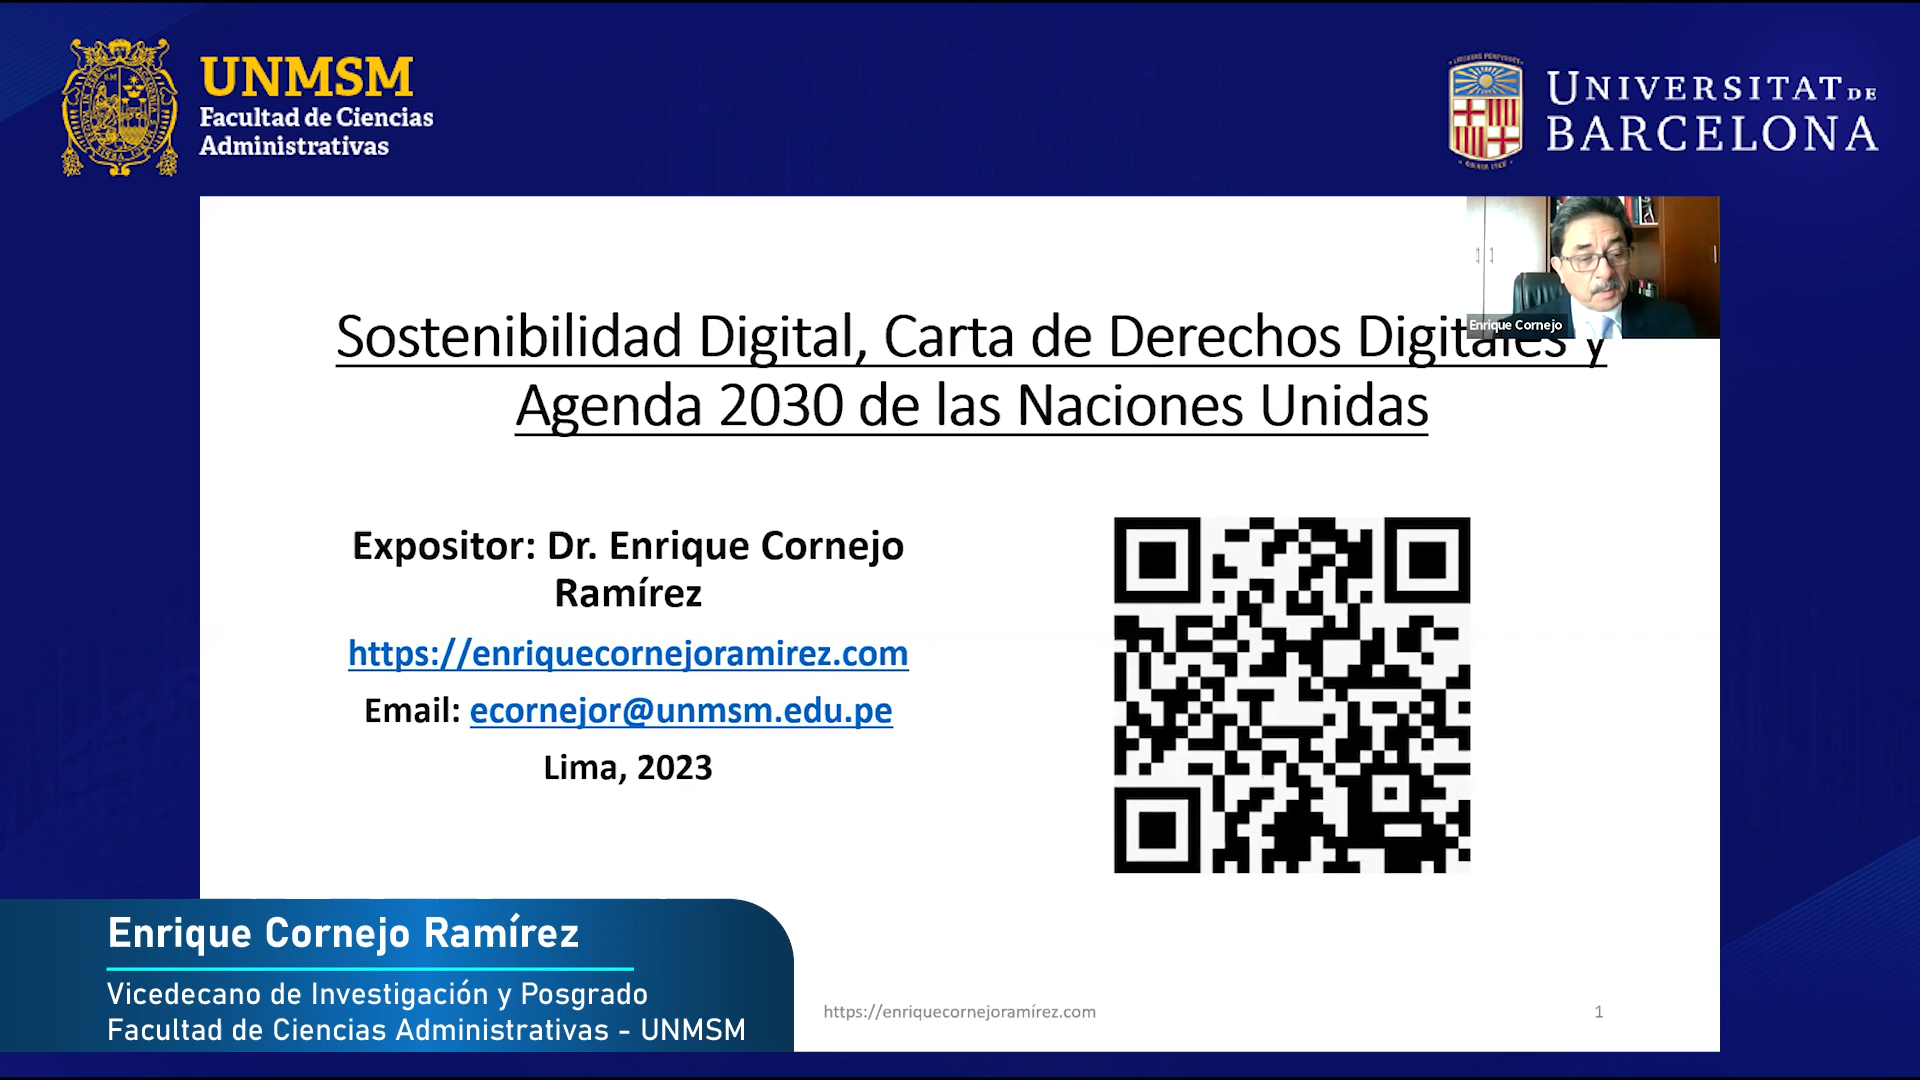 UNMSM
Facultad de Ciencias
Administrativas
UNIVERSITAT DE
BARCELONA
Enrique Cornejo
Sostenibilidad Digital, Carta de Derechos Digitales y
Agenda 2030 de las Naciones Unidas
Expositor: Dr. Enrique Cornejo
Ramírez
https://enriquecornejoramirez.com
Email: ecornejor@unmsm.edu.pe
Lima, 2023
Enrique Cornejo Ramírez
Vicedecano de Investigación y Posgrado
Facultad de Ciencias Administrativas - UNMSM
https://enriquecornejoramírez.com
1